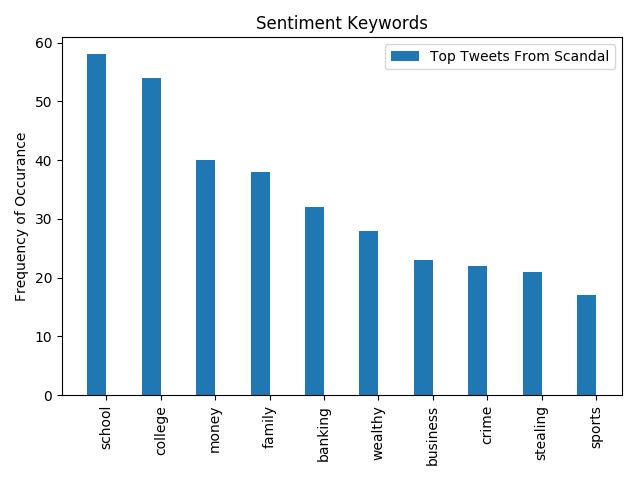 Sentiment Keywords
Top Tweets From Scandal
Frequency of Occurance
60
50
40
30
20
10
0
school
college
money
family
banking
wealthy
business
crime
stealing
sports